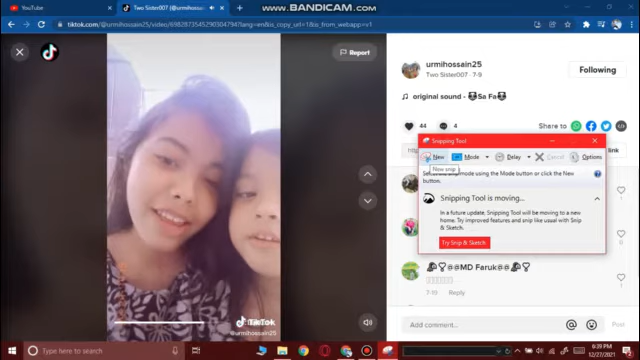 WWW.BANDICAM.COM
YouTube
Two Sister007 (@urmihossain25)
tiktok.com/@urmihossain25/video/6982873545290304794?lang=en&is_copy_url=1&is_from_webapp=v1
Report
urmihossain25
Two Sister007 7-9
Following
original sound -
44
4
Share to
link
Snipping Tool
New
Mode
Delay
Cancel
Options
New snip
button.
Snipping Tool is moving...
In a future update, Snipping Tool will be moving to a new
home. Try improved features and snip like usual with Snip
& Sketch.
Try Snip & Sketch
0
@@MD Faruk@@
7-19 Reply
TikTok
@urmihossain25
Add comment...
Post
Type here to search
6:39 PM
12/27/2021